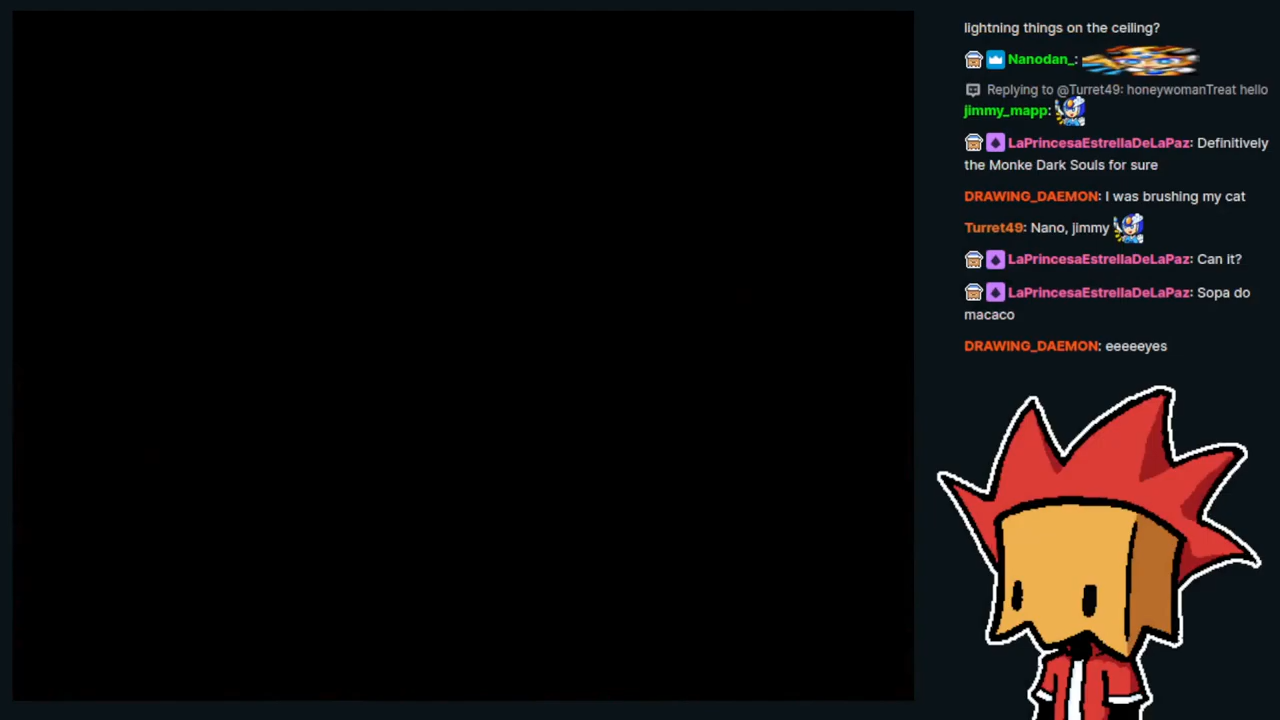 lightning things on the ceiling?
Nanodan_:
Replying to @Turret49: honeywomanTreat hello
jimmy_mapp:
LaPrincesaEstrellaDeLaPaz: Definitively
the Monke Dark Souls for sure
DRAWING_DAEMON: I was brushing my cat
Turret49: Nano, jimmy
LaPrincesaEstrellaDeLaPaz: Can it?
LaPrincesaEstrellaDeLaPaz: Sopa do
macaco
DRAWING_DAEMON: eeeeeyes